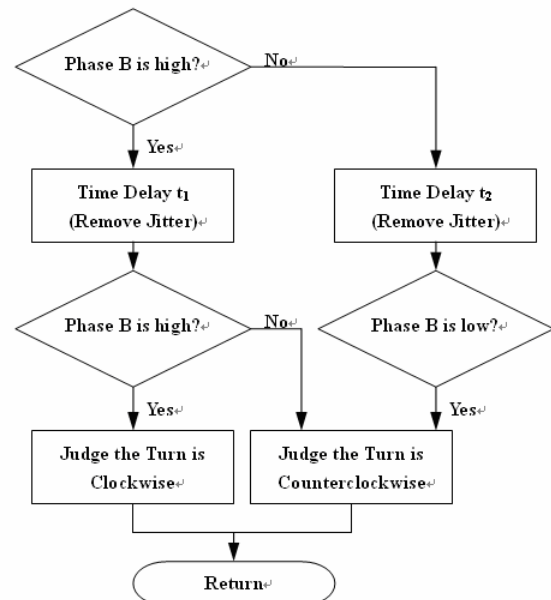 Phase B is high?
No
Yes
Time Delay t₁
(Remove Jitter)
Time Delay t₂
(Remove Jitter)
Phase B is high?
No
Phase B is low?
Yes
Yes
Judge the Turn is
Clockwise
Judge the Turn is
Counterclockwise
Return